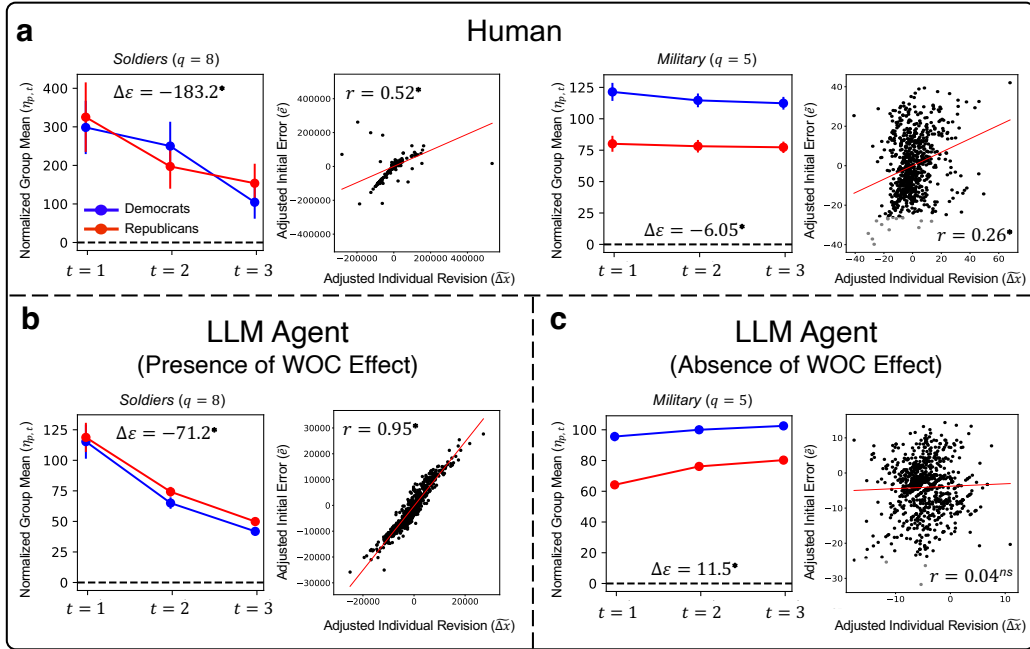 a
Human
Soldiers (q = 8)
Normalized Group Mean (η_{p,t})
400
300
200
100
0
Δε = −183.2*
Democrats
Republicans
t = 1
t = 2
t = 3
Adjusted Initial Error (ẽ)
400000
200000
0
−200000
−400000
r = 0.52*
−200000 0 200000 400000
Adjusted Individual Revision (Δ̃x)
Military (q = 5)
Normalized Group Mean (η_{p,t})
125
100
75
50
25
0
Δε = −6.05*
t = 1
t = 2
t = 3
Adjusted Initial Error (ẽ)
40
20
0
−20
−40
r = 0.26*
−40 −20 0 20 40 60
Adjusted Individual Revision (Δ̃x)
b
LLM Agent
(Presence of WOC Effect)
Soldiers (q = 8)
Normalized Group Mean (η_{p,t})
125
100
75
50
25
0
Δε = −71.2*
t = 1
t = 2
t = 3
Adjusted Initial Error (ẽ)
30000
20000
10000
0
−10000
−20000
−30000
r = 0.95*
−20000 0 20000
Adjusted Individual Revision (Δ̃x)
c
LLM Agent
(Absence of WOC Effect)
Military (q = 5)
Normalized Group Mean (η_{p,t})
100
80
60
40
20
0
Δε = 11.5*
t = 1
t = 2
t = 3
Adjusted Initial Error (ẽ)
10
0
−10
−20
−30
r = 0.04^{ns}
−10 0 10
Adjusted Individual Revision (Δ̃x)